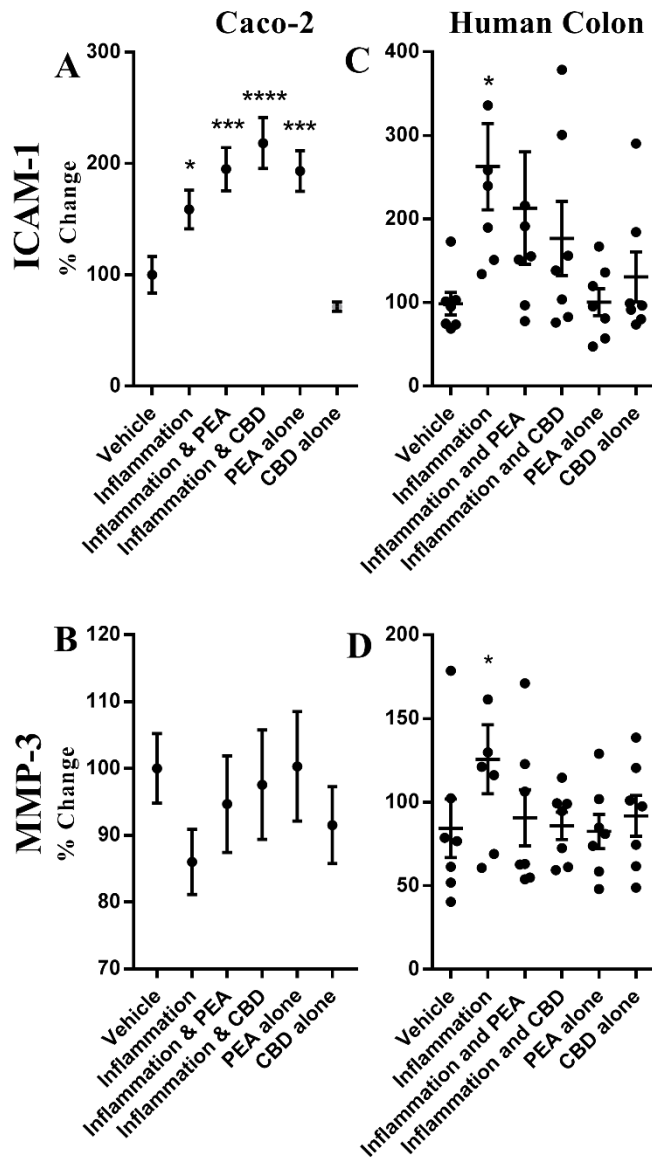 Caco-2
Human Colon
ICAM-1
A
% Change
300
200
100
0
*
***
****
***
Vehicle
Inflammation
Inflammation & PEA
Inflammation & CBD
PEA alone
CBD alone
C
400
300
200
100
0
*
Vehicle
Inflammation
Inflammation and PEA
Inflammation and CBD
PEA alone
CBD alone
MMP-3
B
% Change
120
110
100
90
80
70
Vehicle
Inflammation
Inflammation & PEA
Inflammation & CBD
PEA alone
CBD alone
D
200
150
100
50
0
*
Vehicle
Inflammation
Inflammation and PEA
Inflammation and CBD
PEA alone
CBD alone